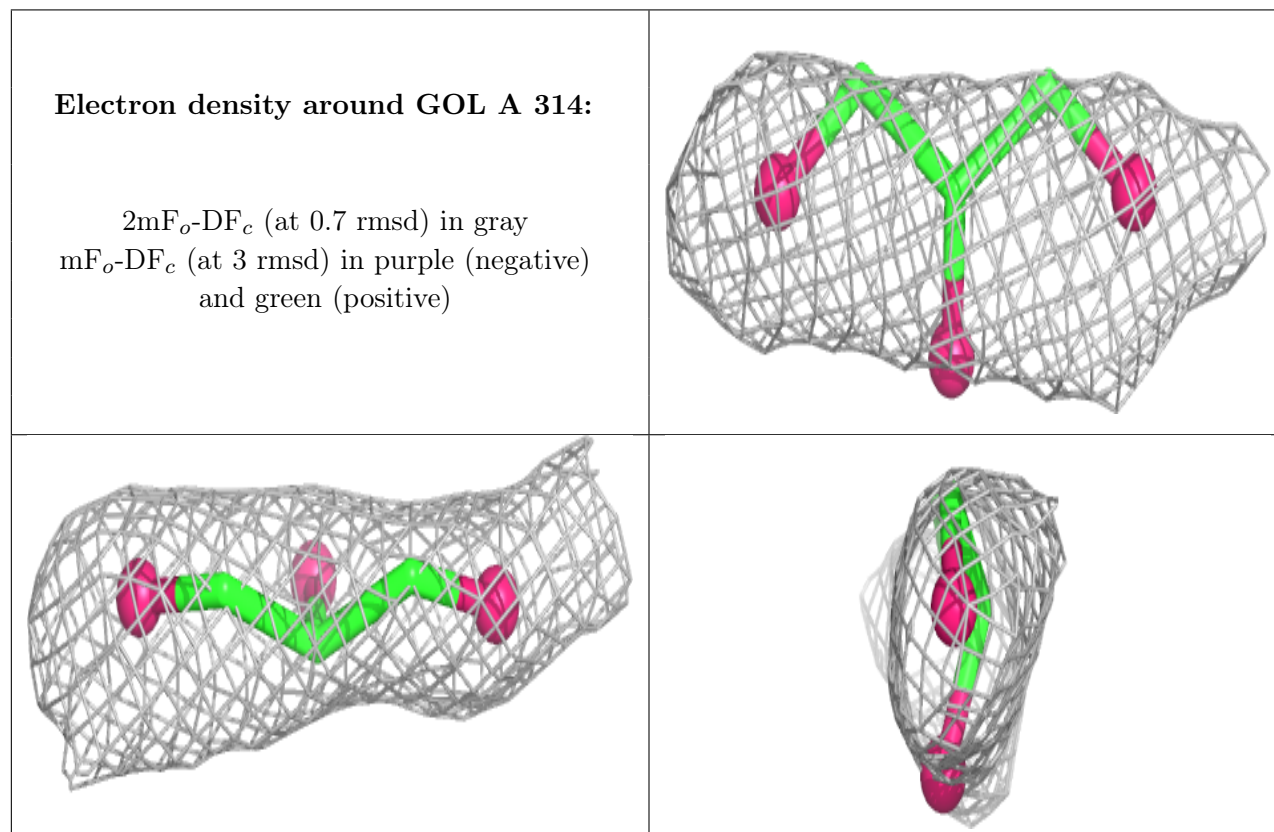 Electron density around GOL A 314:
2mFo-DFc (at 0.7 rmsd) in gray
mFo-DFc (at 3 rmsd) in purple (negative)
and green (positive)